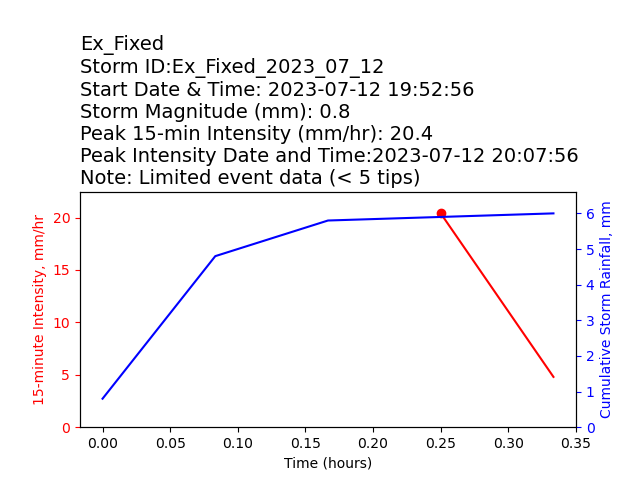 Ex_Fixed
Storm ID:Ex_Fixed_2023_07_12
Start Date & Time: 2023-07-12 19:52:56
Storm Magnitude (mm): 0.8
Peak 15-min Intensity (mm/hr): 20.4
Peak Intensity Date and Time:2023-07-12 20:07:56
Note: Limited event data (< 5 tips)
15-minute Intensity, mm/hr
20
15
10
5
0
6
5
4
3
2
1
0
Cumulative Storm Rainfall, mm
0.00 0.05 0.10 0.15 0.20 0.25 0.30 0.35
Time (hours)